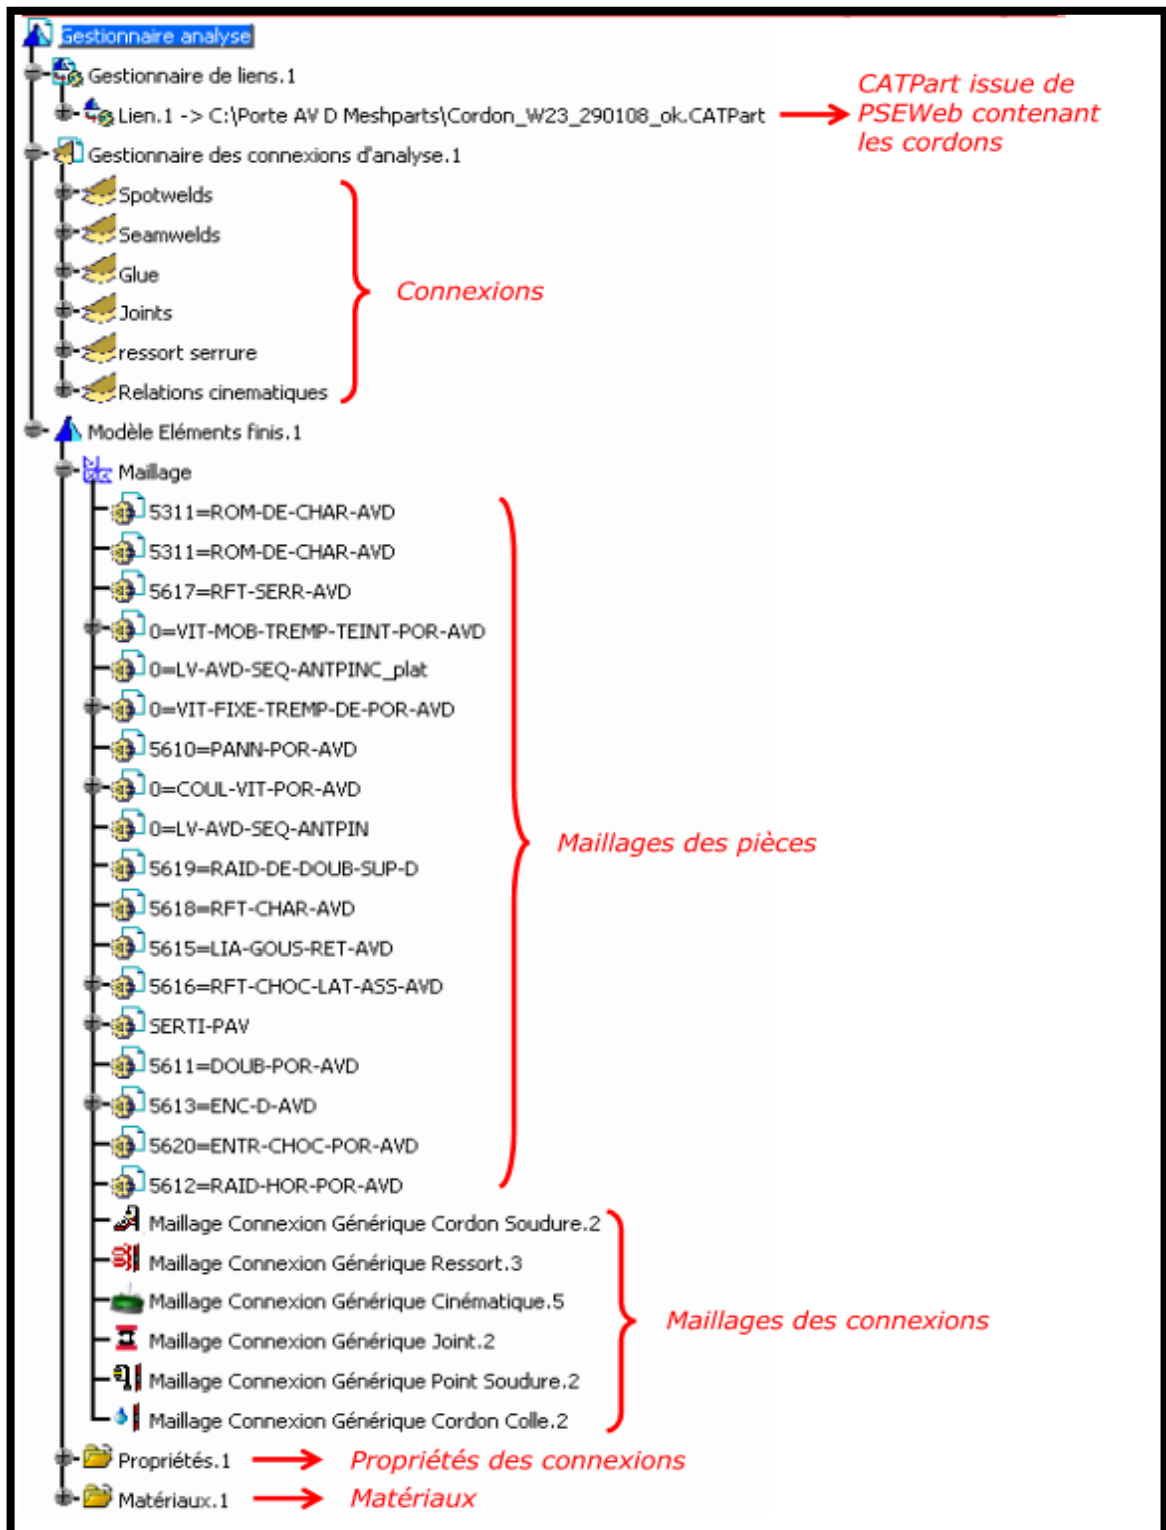 Gestionnaire analyse
Gestionnaire de liens.1
Lien.1 -> C:\Porte AV D Meshparts\Cordon_W23_290108_ok.CATPart
CATPart issue de
PSEWeb contenant
les cordons
Gestionnaire des connexions d'analyse.1
Spotwelds
Seamwelds
Glue
Joints
ressort serrure
Relations cinematiques
Connexions
Modèle Eléments finis.1
Maillage
5311=ROM-DE-CHAR-AVD
5311=ROM-DE-CHAR-AVD
5617=RFT-SERR-AVD
0=VIT-MOB-TREMP-TEINT-POR-AVD
0=LV-AVD-SEQ-ANTPINC_plat
0=VIT-FIXE-TREMP-DE-POR-AVD
5610=PANN-POR-AVD
0=COUL-VIT-POR-AVD
0=LV-AVD-SEQ-ANTPIN
5619=RAID-DE-DOUB-SUP-D
5618=RFT-CHAR-AVD
5615=LIA-GOUS-RET-AVD
5616=RFT-CHOC-LAT-ASS-AVD
SERTI-PAV
5611=DOUB-POR-AVD
5613=ENC-D-AVD
5620=ENTR-CHOC-POR-AVD
5612=RAID-HOR-POR-AVD
Maillages des pièces
Maillage Connexion Générique Cordon Soudure.2
Maillage Connexion Générique Ressort.3
Maillage Connexion Générique Cinématique.5
Maillage Connexion Générique Joint.2
Maillage Connexion Générique Point Soudure.2
Maillage Connexion Générique Cordon Colle.2
Maillages des connexions
Propriétés.1
Propriétés des connexions
Matériaux.1
Matériaux